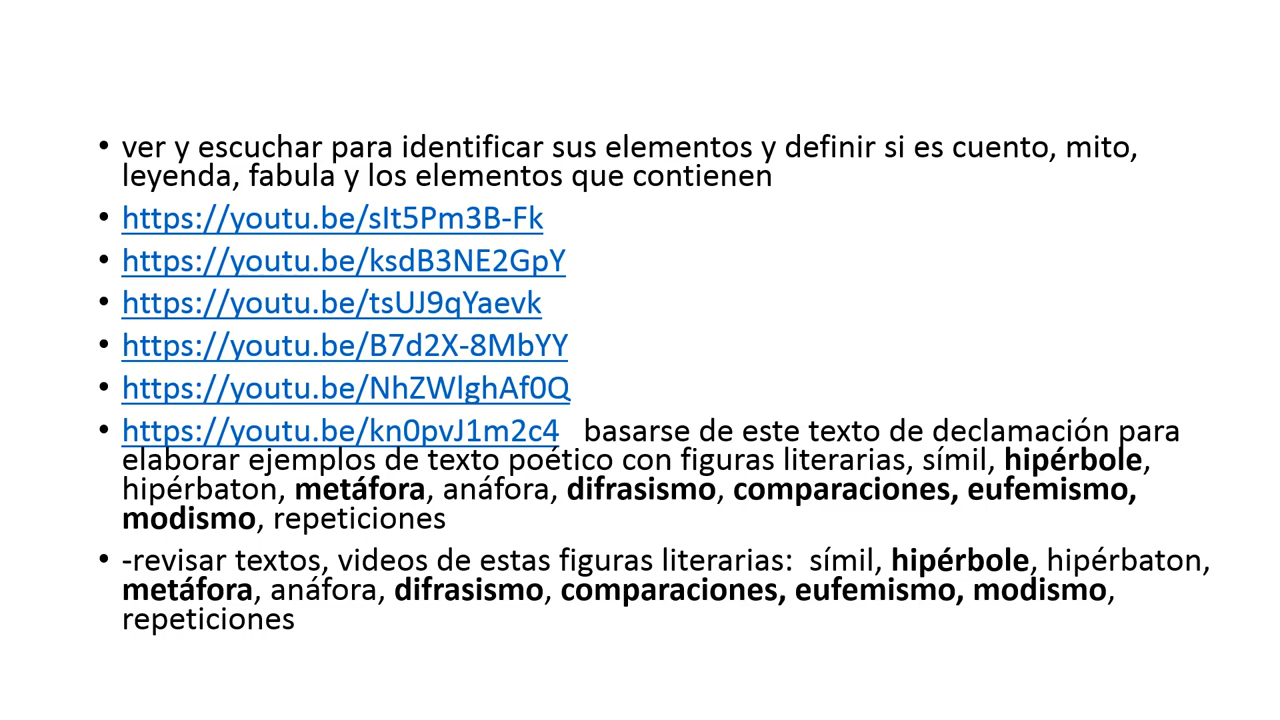 • ver y escuchar para identificar sus elementos y definir si es cuento, mito,
leyenda, fabula y los elementos que contienen
• https://youtu.be/sIt5Pm3B-Fk
• https://youtu.be/ksdB3NE2GpY
• https://youtu.be/tsUJ9qYaevk
• https://youtu.be/B7d2X-8MbYY
• https://youtu.be/NhZWlghAf0Q
• https://youtu.be/kn0pvJ1m2c4 basarse de este texto de declamación para
elaborar ejemplos de texto poético con figuras literarias, símil, hipérbole,
hipérbaton, metáfora, anáfora, difrasismo, comparaciones, eufemismo,
modismo, repeticiones
• -revisar textos, videos de estas figuras literarias: símil, hipérbole, hipérbaton,
metáfora, anáfora, difrasismo, comparaciones, eufemismo, modismo,
repeticiones